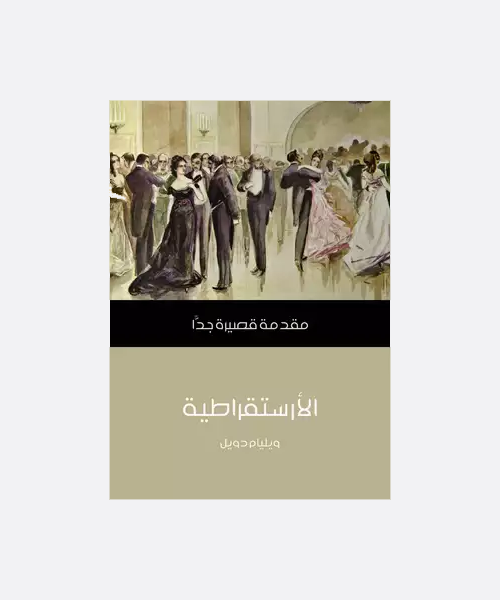 مقدمة قصيرة جدًّا
الأرستقراطية
ويليام دويل